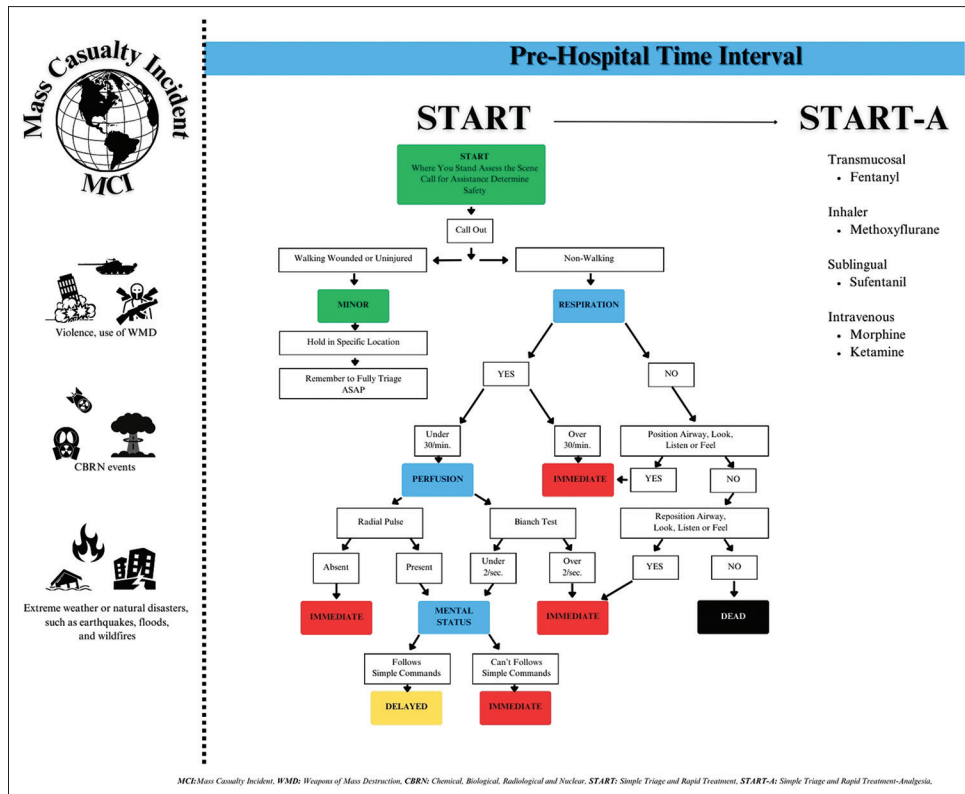 Mass Casualty Incident
MCI
Violence, use of WMD
CBRN events
Extreme weather or natural disasters,
such as earthquakes, floods,
and wildfires
Pre-Hospital Time Interval
START
START-A
START
Where You Stand Assess the Scene
Call for Assistance Determine
Safety
Call Out
Walking Wounded or Uninjured
Non-Walking
MINOR
RESPIRATION
Hold in Specific Location
Remember to Fully Triage
ASAP
YES
NO
Under
30/min.
Over
30/min.
Position Airway, Look,
Listen or Feel
PERFUSION
IMMEDIATE
YES
NO
Radial Pulse
Bianch Test
Reposition Airway,
Look, Listen or Feel
Absent
Present
Under
2/sec.
Over
2/sec.
YES
NO
IMMEDIATE
MENTAL
STATUS
IMMEDIATE
DEAD
Follows
Simple Commands
Can't Follows
Simple Commands
DELAYED
IMMEDIATE
Transmucosal
• Fentanyl
Inhaler
• Methoxyflurane
Sublingual
• Sufentanil
Intravenous
• Morphine
• Ketamine
MCI:Mass Casualty Incident, WMD: Weapons of Mass Destruction, CBRN: Chemical, Biological, Radiological and Nuclear, START: Simple Triage and Rapid Treatment, START-A: Simple Triage and Rapid Treatment-Analgesia,